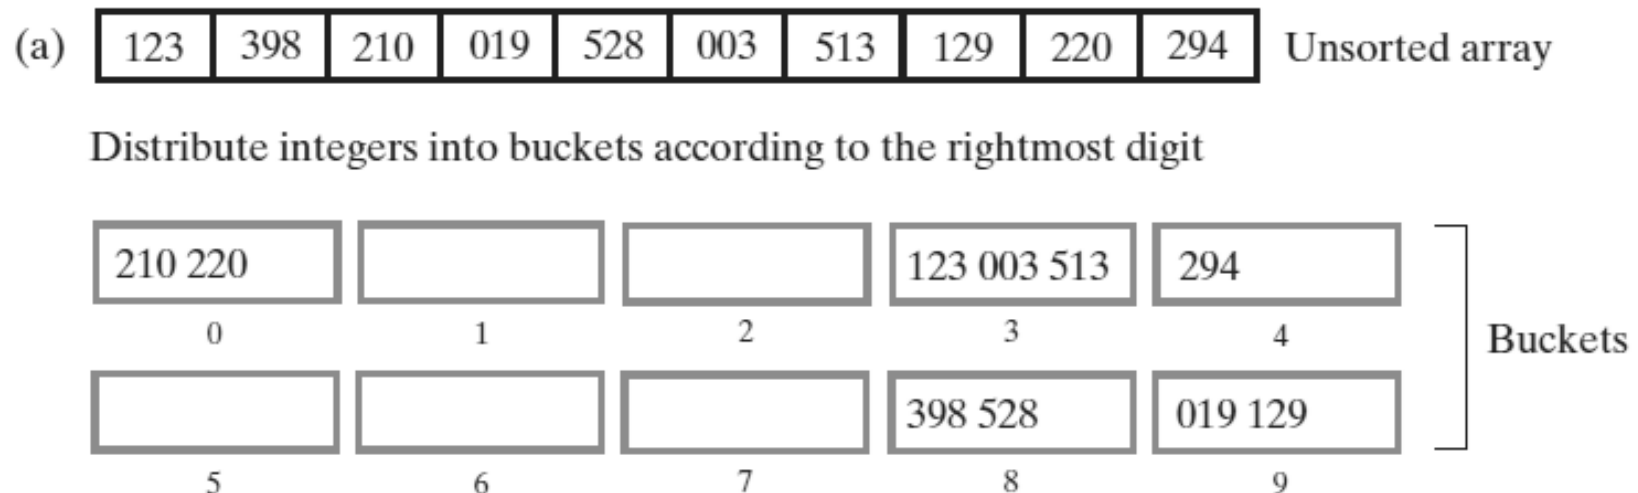 (a) 123 398 210 019 528 003 513 129 220 294 Unsorted array
Distribute integers into buckets according to the rightmost digit
210 220 123 003 513 294
0 1 2 3 4
Buckets
398 528 019 129
5 6 7 8 9